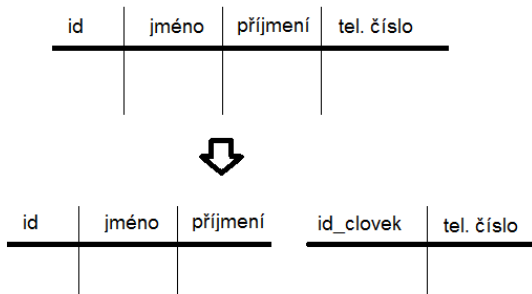 id jméno příjmení tel. číslo
id jméno příjmení id_clovek tel. číslo